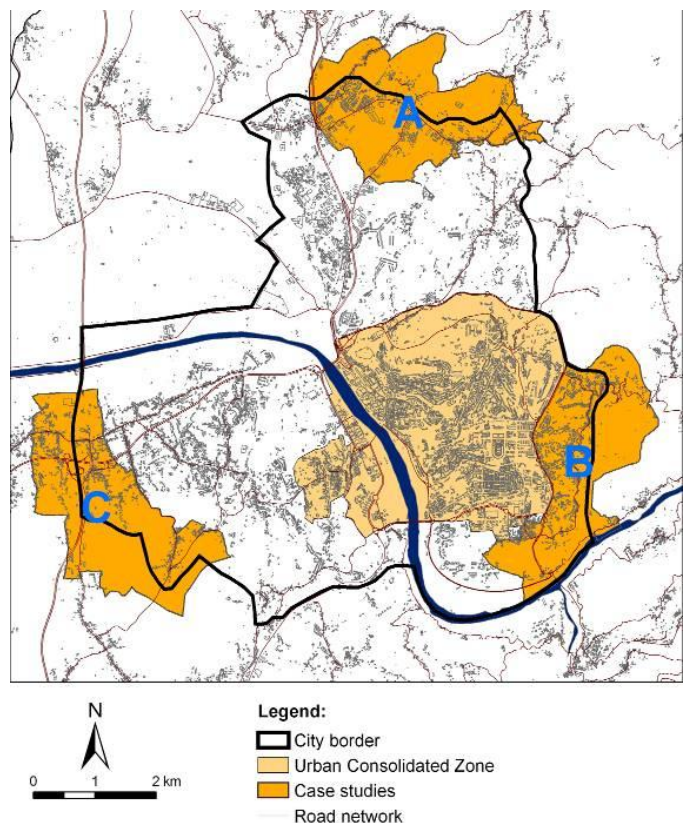 A
B
C
N
0 1 2 km
Legend:
City border
Urban Consolidated Zone
Case studies
Road network